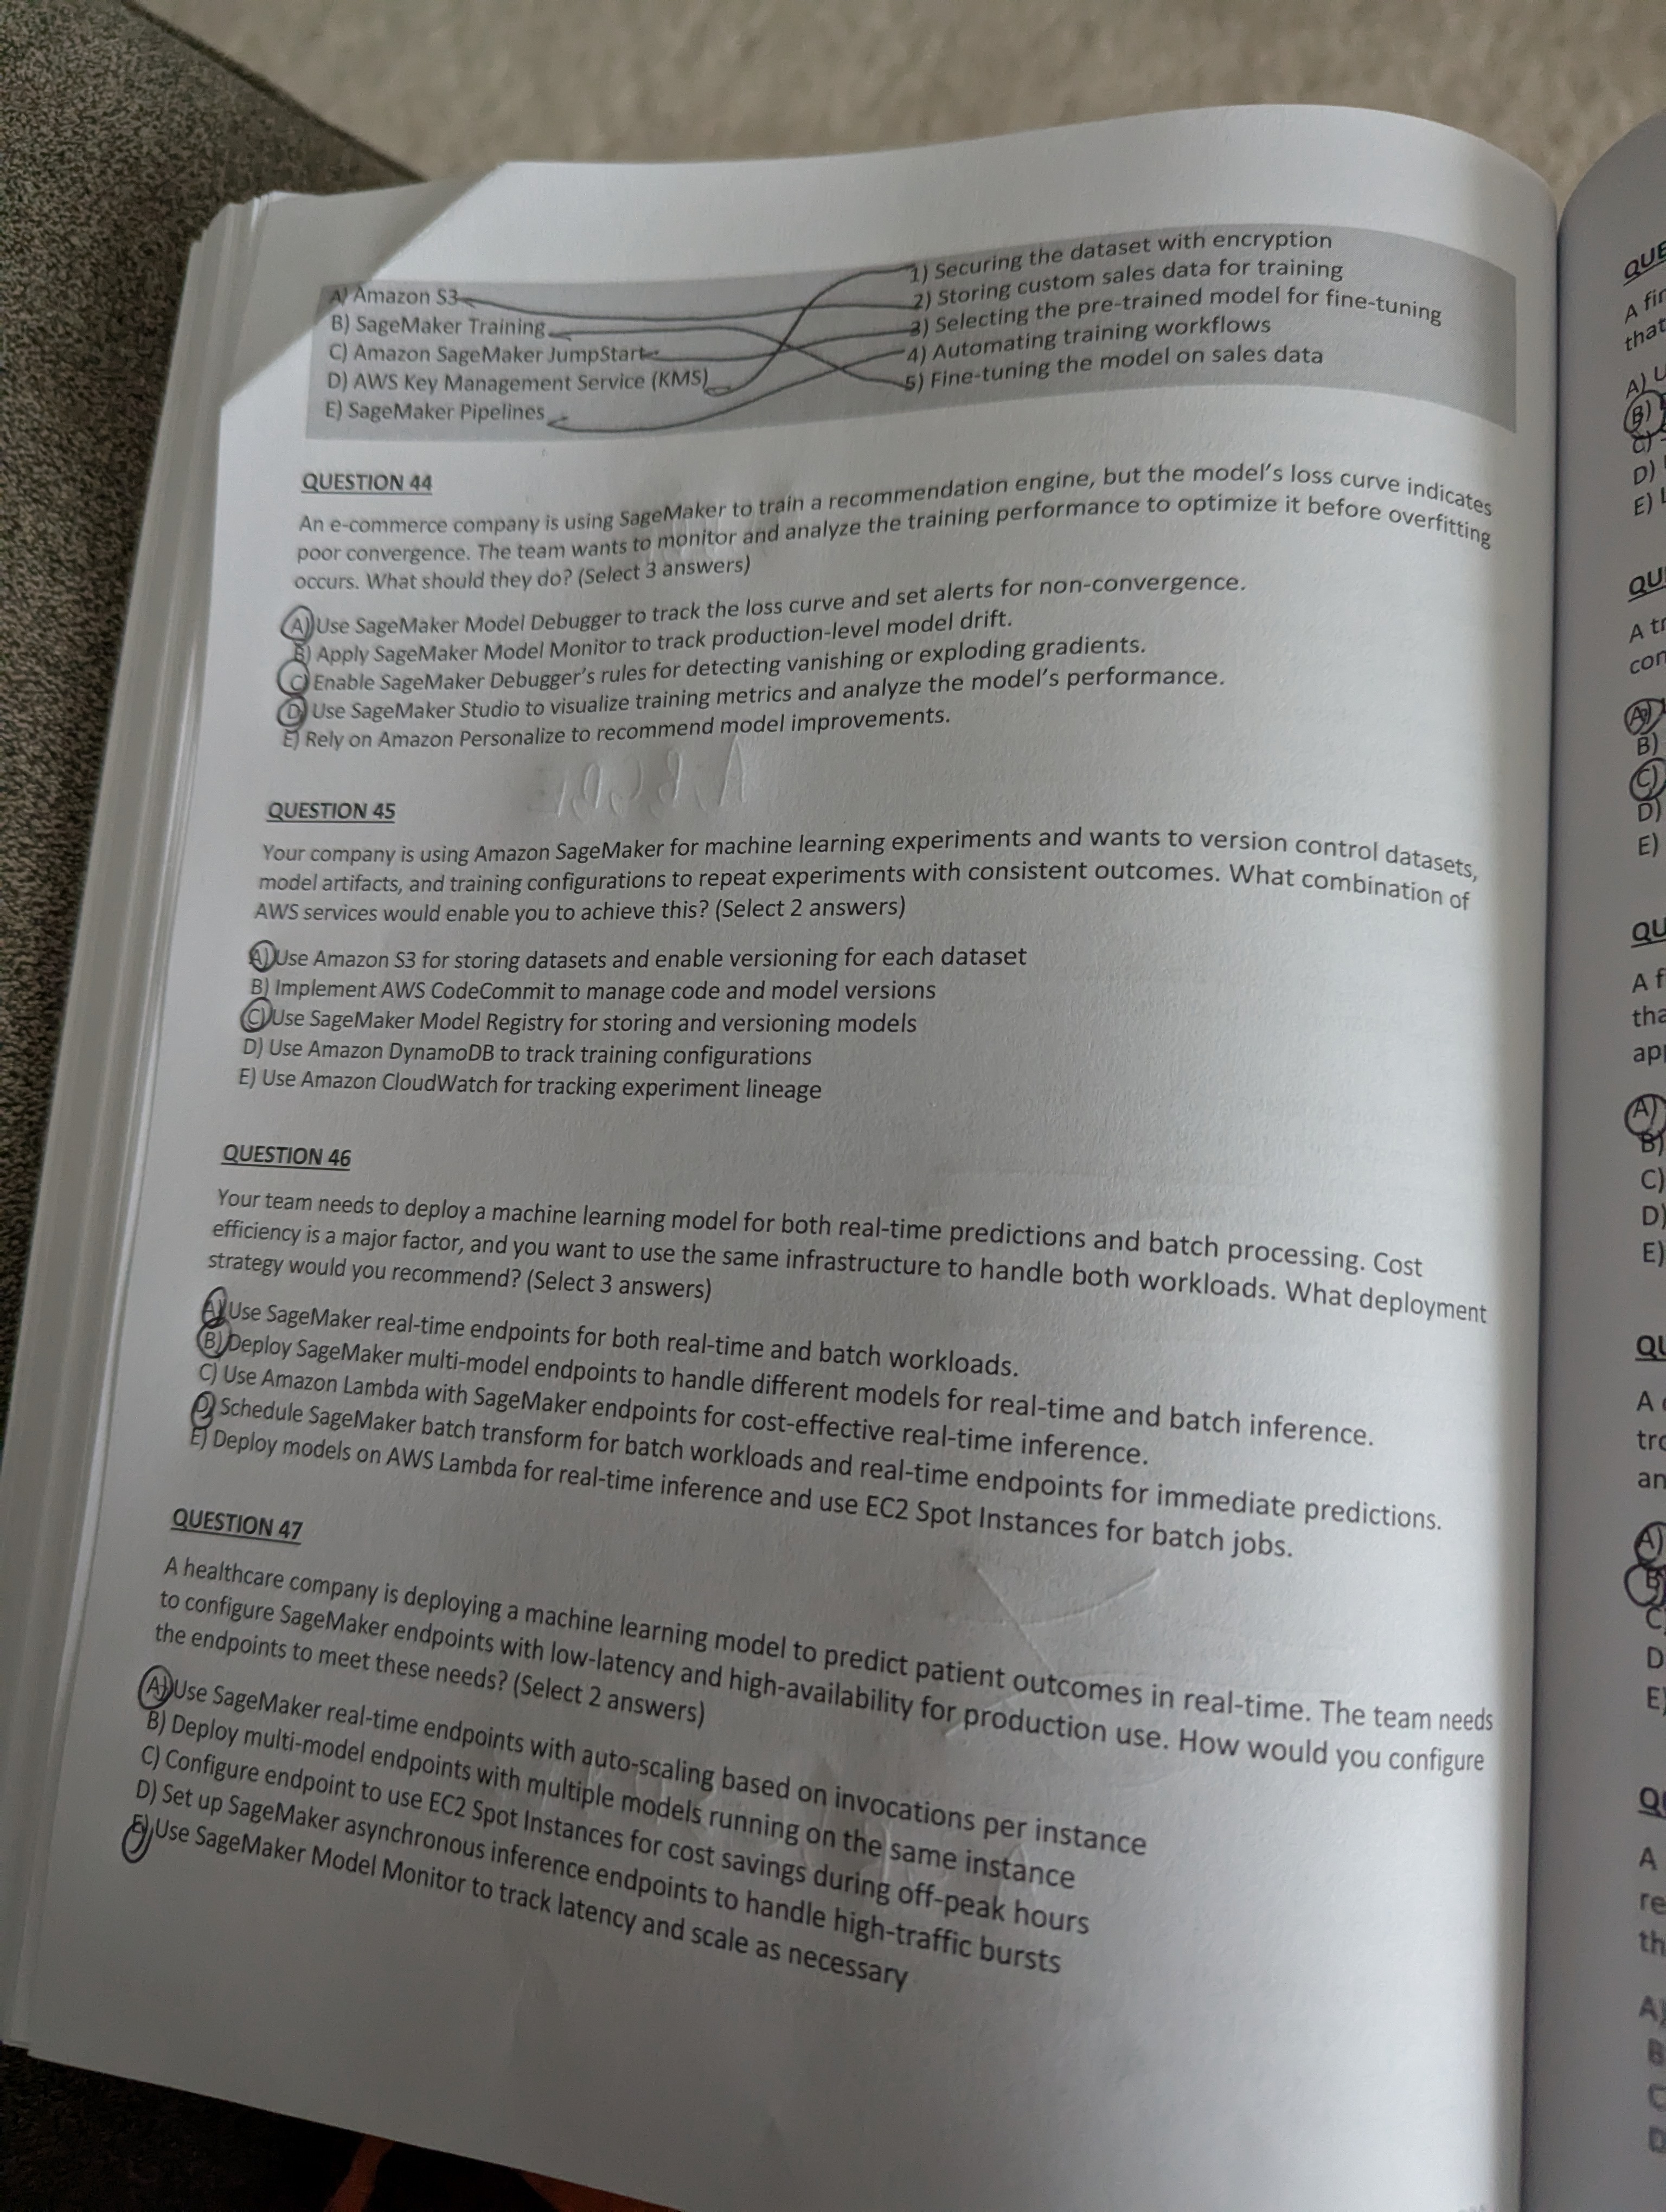 A) Amazon S3
B) SageMaker Training
C) Amazon SageMaker JumpStart
D) AWS Key Management Service (KMS)
E) SageMaker Pipelines
1) Securing the dataset with encryption
2) Storing custom sales data for training
3) Selecting the pre-trained model for fine-tuning
4) Automating training workflows
5) Fine-tuning the model on sales data
QUESTION 44
An e-commerce company is using SageMaker to train a recommendation engine, but the model's loss curve indicates
poor convergence. The team wants to monitor and analyze the training performance to optimize it before overfitting
occurs. What should they do? (Select 3 answers)
A) Use SageMaker Model Debugger to track the loss curve and set alerts for non-convergence.
B) Apply SageMaker Model Monitor to track production-level model drift.
C) Enable SageMaker Debugger's rules for detecting vanishing or exploding gradients.
D) Use SageMaker Studio to visualize training metrics and analyze the model's performance.
E) Rely on Amazon Personalize to recommend model improvements.
QUESTION 45
Your company is using Amazon SageMaker for machine learning experiments and wants to version control datasets,
model artifacts, and training configurations to repeat experiments with consistent outcomes. What combination of
AWS services would enable you to achieve this? (Select 2 answers)
A) Use Amazon S3 for storing datasets and enable versioning for each dataset
B) Implement AWS CodeCommit to manage code and model versions
C) Use SageMaker Model Registry for storing and versioning models
D) Use Amazon DynamoDB to track training configurations
E) Use Amazon CloudWatch for tracking experiment lineage
QUESTION 46
Your team needs to deploy a machine learning model for both real-time predictions and batch processing. Cost
efficiency is a major factor, and you want to use the same infrastructure to handle both workloads. What deployment
strategy would you recommend? (Select 3 answers)
A) Use SageMaker real-time endpoints for both real-time and batch workloads.
B) Deploy SageMaker multi-model endpoints to handle different models for real-time and batch inference.
C) Use Amazon Lambda with SageMaker endpoints for cost-effective real-time inference.
D) Schedule SageMaker batch transform for batch workloads and real-time endpoints for immediate predictions.
E) Deploy models on AWS Lambda for real-time inference and use EC2 Spot Instances for batch jobs.
QUESTION 47
A healthcare company is deploying a machine learning model to predict patient outcomes in real-time. The team needs
to configure SageMaker endpoints with low-latency and high-availability for production use. How would you configure
the endpoints to meet these needs? (Select 2 answers)
A) Use SageMaker real-time endpoints with auto-scaling based on invocations per instance
B) Deploy multi-model endpoints with multiple models running on the same instance
C) Configure endpoint to use EC2 Spot Instances for cost savings during off-peak hours
D) Set up SageMaker asynchronous inference endpoints to handle high-traffic bursts
E) Use SageMaker Model Monitor to track latency and scale as necessary